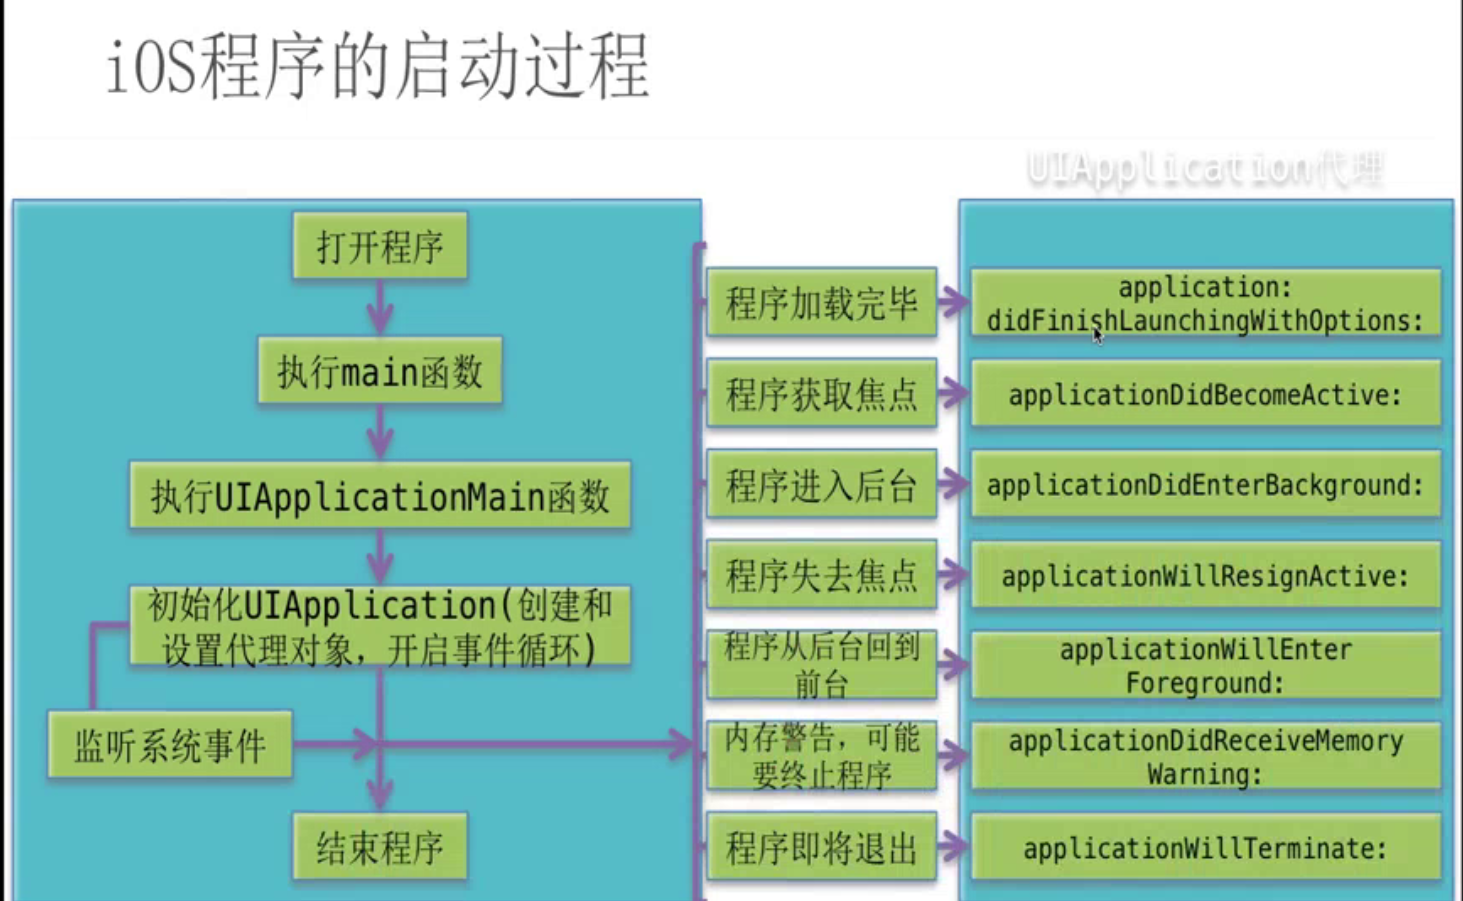 iOS程序的启动过程
UIApplication代理
打开程序
执行main函数
执行UIApplicationMain函数
初始化UIApplication(创建和
设置代理对象，开启事件循环)
监听系统事件
结束程序
程序加载完毕
application:
didFinishLaunchingWithOptions:
程序获取焦点
applicationDidBecomeActive:
程序进入后台
applicationDidEnterBackground:
程序失去焦点
applicationWillResignActive:
程序从后台回到
前台
applicationWillEnter
Foreground:
内存警告，可能
要终止程序
applicationDidReceiveMemory
Warning:
程序即将退出
applicationWillTerminate: